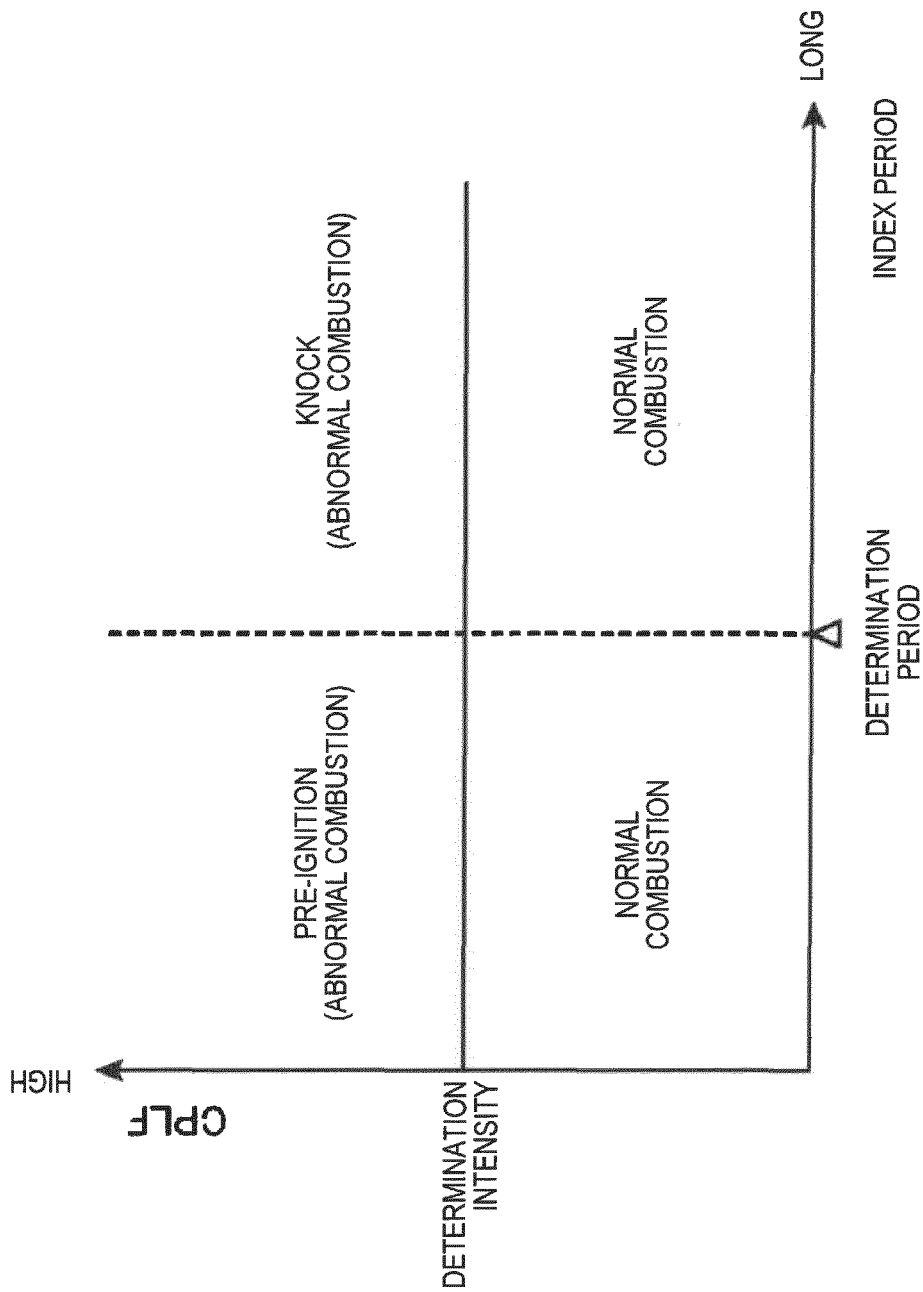 HIGH
CPLF
PRE-IGNITION
(ABNORMAL COMBUSTION)
KNOCK
(ABNORMAL COMBUSTION)
DETERMINATION
INTENSITY
NORMAL
COMBUSTION
NORMAL
COMBUSTION
LONG
DETERMINATION
PERIOD
INDEX PERIOD